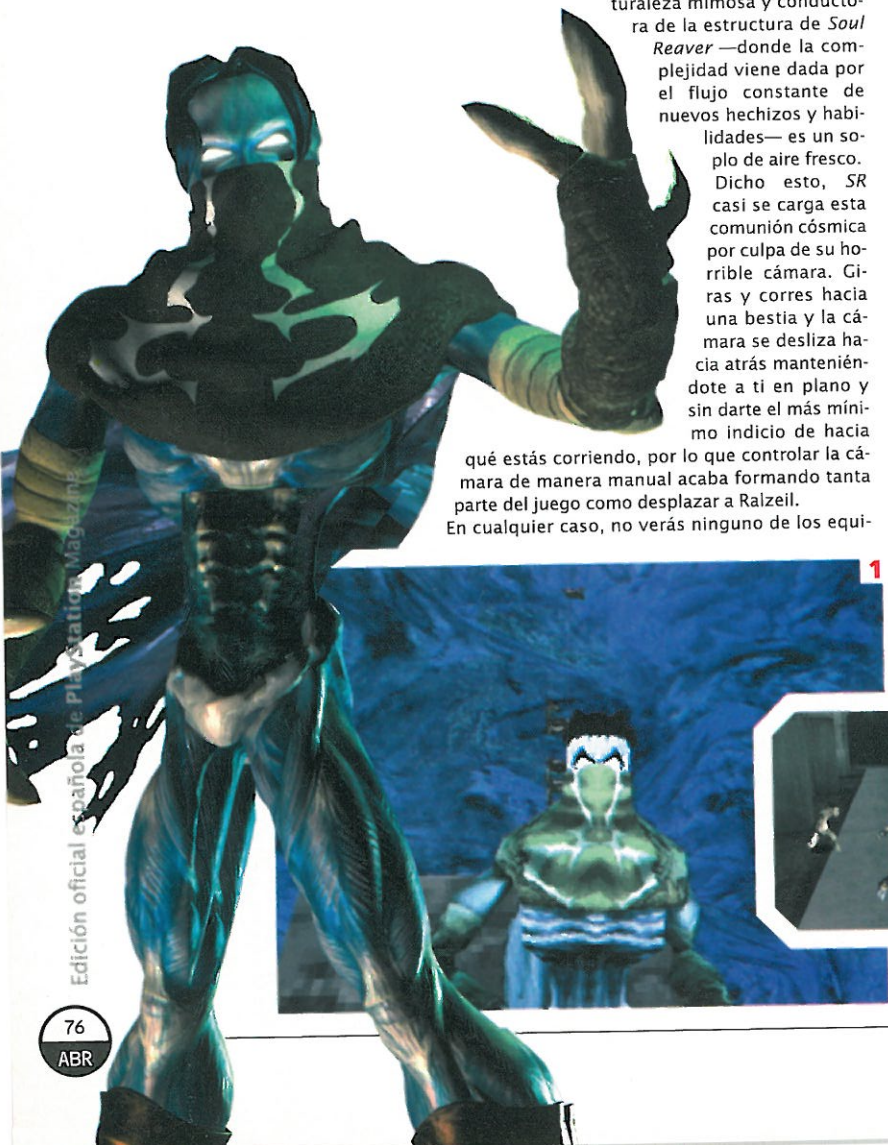 turaleza mimosa y conducto-
ra de la estructura de Soul
Reaver —donde la com-
plejidad viene dada por
el flujo constante de
nuevos hechizos y habi-
lidades— es un so-
plo de aire fresco.
Dicho esto, SR
casi se carga esta
comunión cósmica
por culpa de su ho-
rrible cámara. Gi-
ras y corres hacia
una bestia y la cá-
mara se desliza ha-
cia atrás mantenién-
dote a ti en plano y
sin darte el más míni-
mo indicio de hacia
qué estás corriendo, por lo que controlar la cá-
mara de manera manual acaba formando tanta
parte del juego como desplazar a Ralzeil.
En cualquier caso, no verás ninguno de los equi-
1
Edición oficial española de PlayStation Magazine
76
ABR